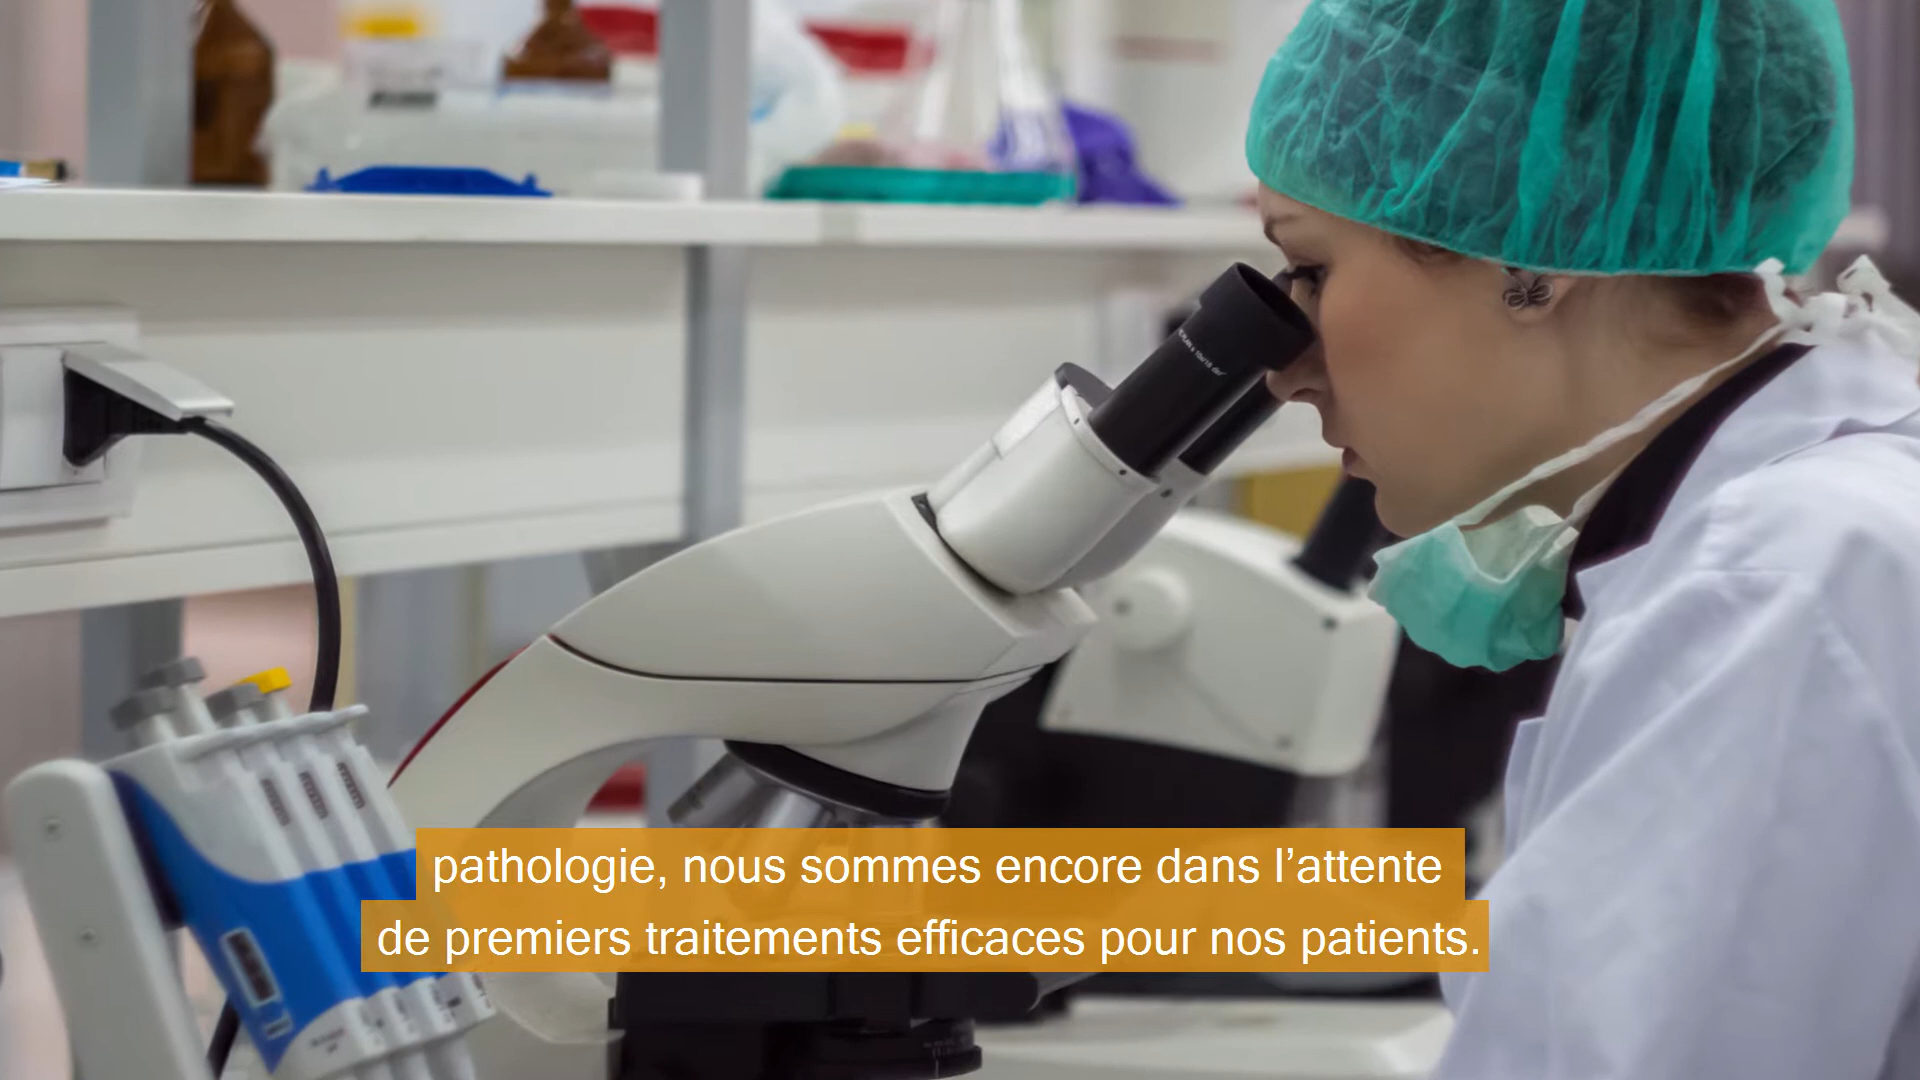 pathologie, nous sommes encore dans l’attente
de premiers traitements efficaces pour nos patients.